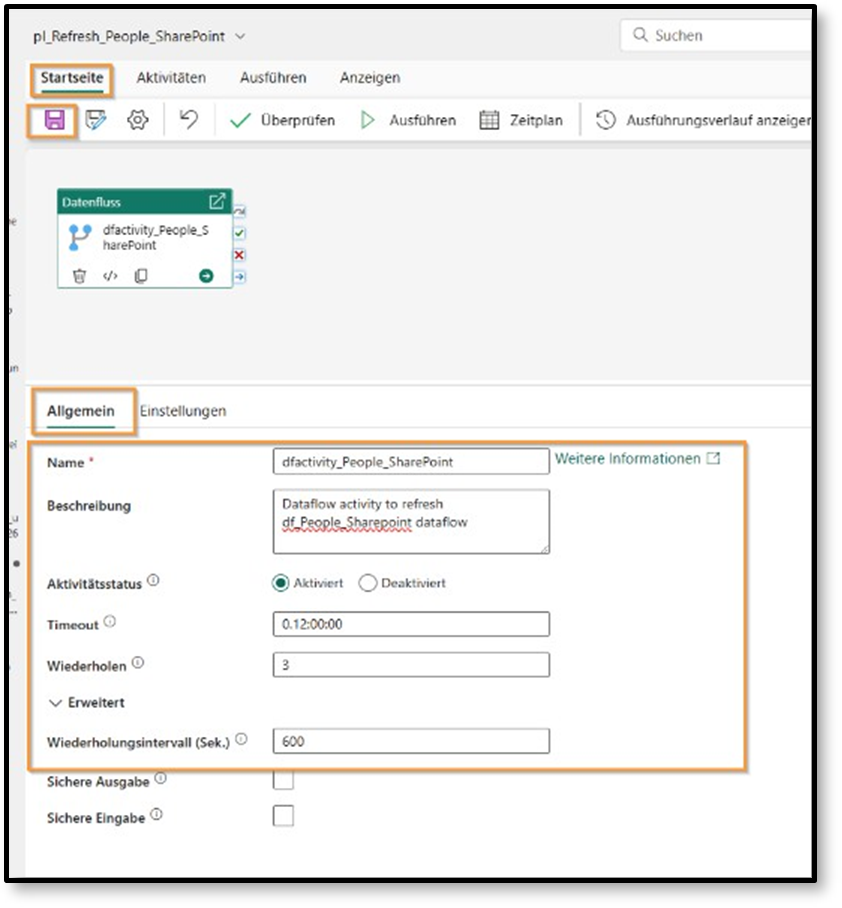 pl_Refresh_People_SharePoint
Suchen
Startseite Aktivitäten Ausführen Anzeigen
Überprüfen Ausführen Zeitplan Ausführungsverlauf anzeigen
Datenfluss
dfactivity_People_S
harePoint
Allgemein Einstellungen
Name * dfactivity_People_SharePoint Weitere Informationen
Beschreibung Dataflow activity to refresh
df_People_Sharepoint dataflow
Aktivitätsstatus Aktiviert Deaktiviert
Timeout 0.12:00:00
Wiederholen 3
Erweitert
Wiederholungsintervall (Sek.) 600
Sichere Ausgabe
Sichere Eingabe